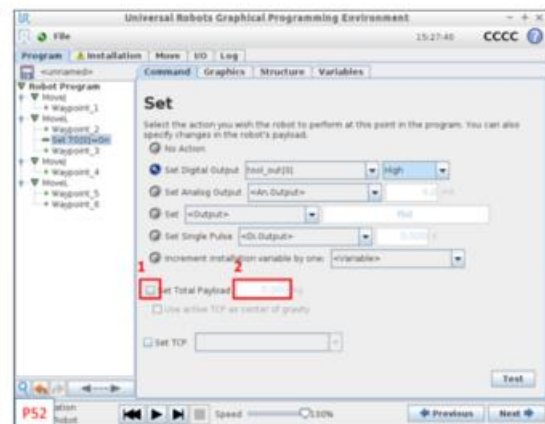 Universal Robots Graphical Programming Environment
File 15:27:40 CCCC ?
Program Installation Move I/O Log
<unnamed> Command Graphics Structure Variables
Robot Program
MoveJ
Waypoint_1
MoveL
Waypoint_2
Set TO[0]=On
Waypoint_3
MoveJ
Waypoint_4
MoveL
Waypoint_5
Waypoint_6
Set
Select the action you wish the robot to perform at this point in the program. You can also
specify changes in the robot's payload.
No Action
Set Digital Output tool_out[0] High
Set Analog Output <An.Output>
Set <Output>
Set Single Pulse <Di.Output>
Increment installation variable by one: <Variable>
1 2
Set Total Payload
Use active TCP as center of gravity
Set TCP
Test
P52
Robot
Speed
Previous Next